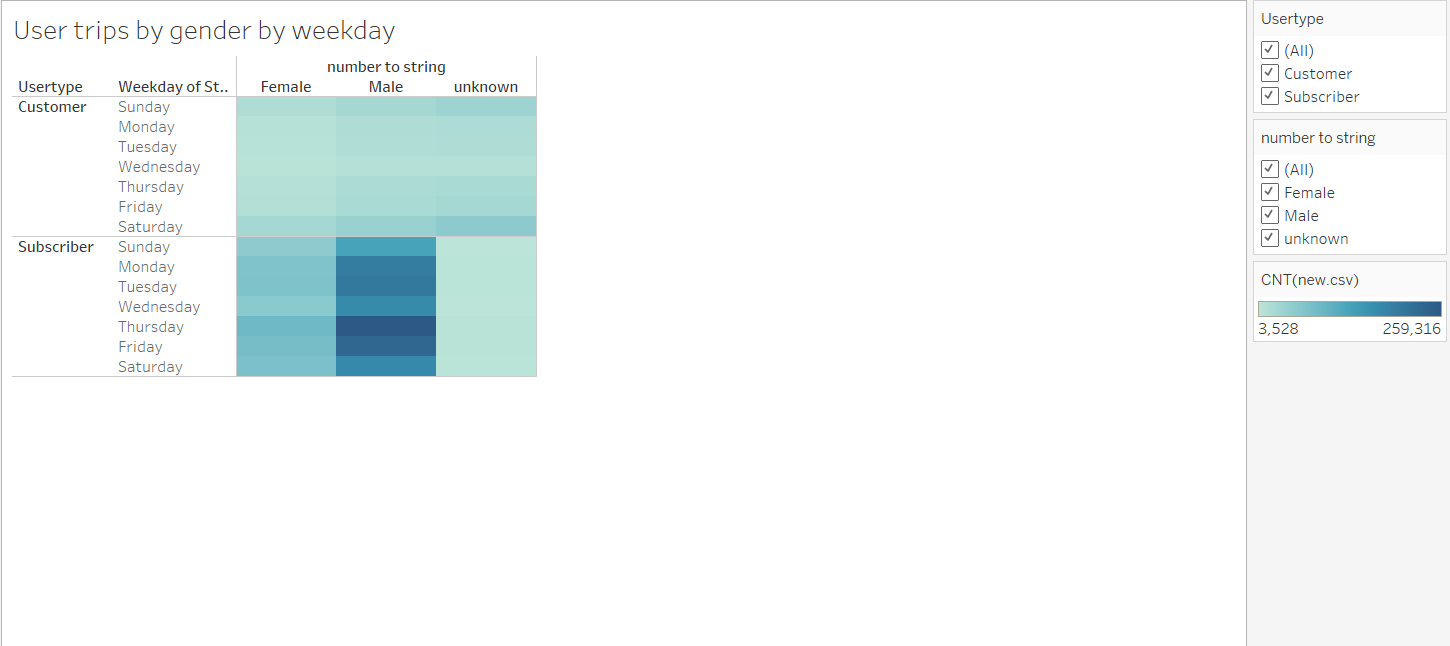 User trips by gender by weekday
number to string
Usertype Weekday of St.. Female Male unknown
Customer Sunday
Monday
Tuesday
Wednesday
Thursday
Friday
Saturday
Subscriber Sunday
Monday
Tuesday
Wednesday
Thursday
Friday
Saturday
Usertype
(All)
Customer
Subscriber
number to string
(All)
Female
Male
unknown
CNT(new.csv)
3,528 259,316